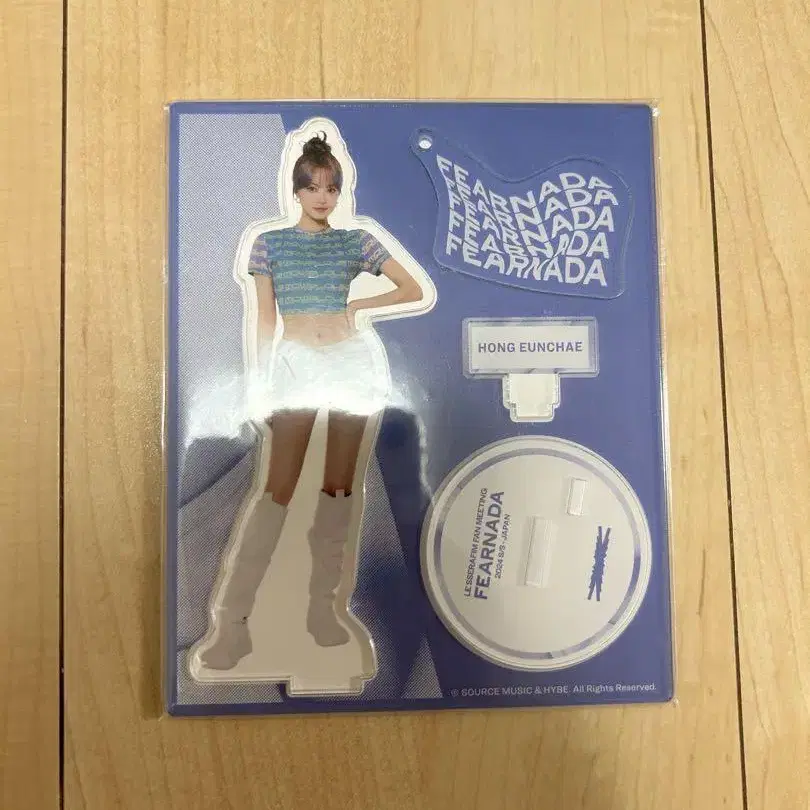 FEARNADA
FEARNADA
FEARNADA
FEARNADA
FEARNADA
HONG EUNCHAE
LE SSERAFIM FAN MEETING
FEARNADA
2024 S/S - JAPAN
© SOURCE MUSIC & HYBE. All Rights Reserved.